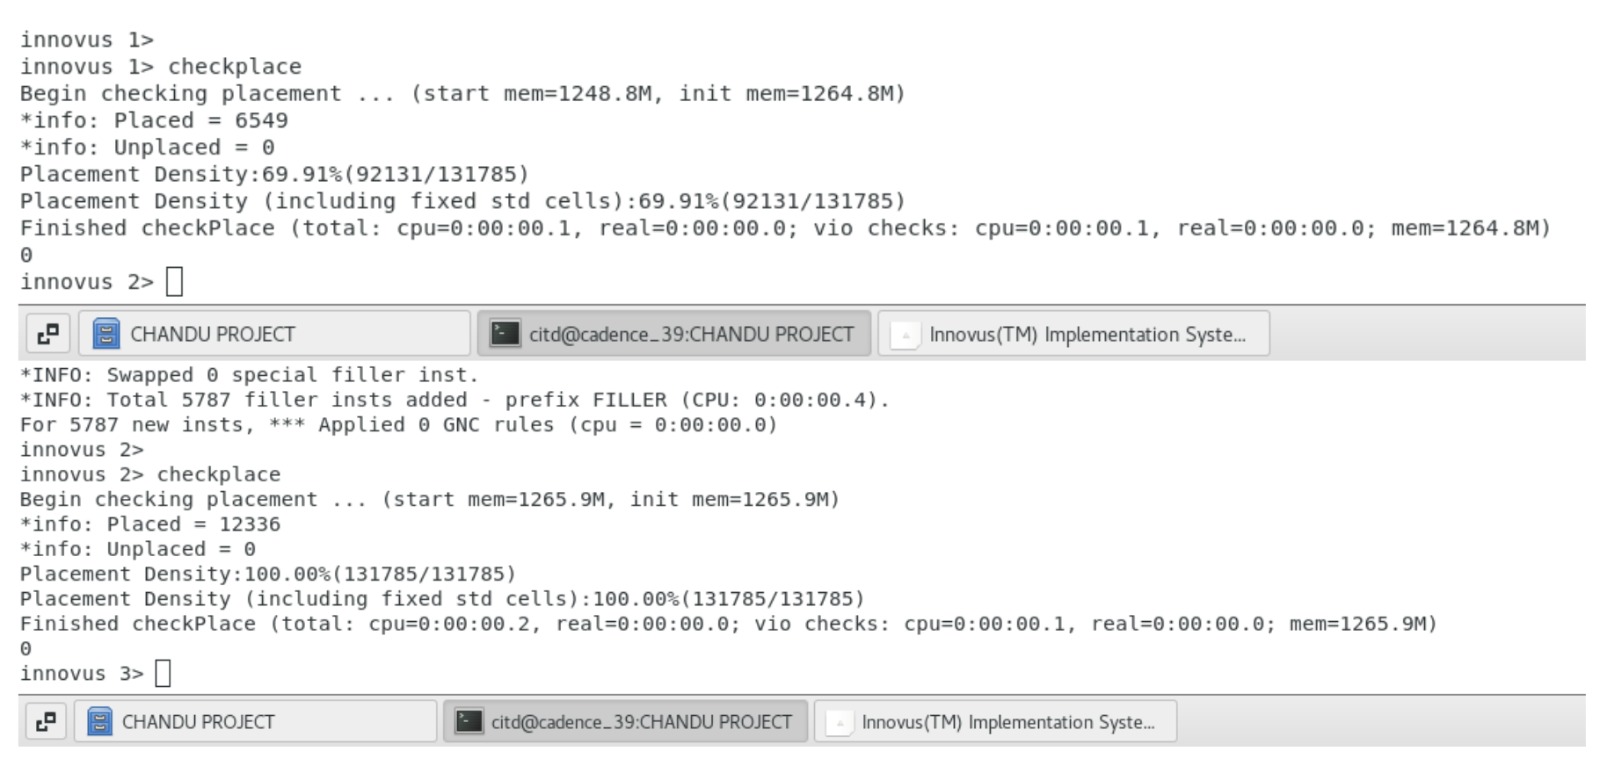 innovus 1>
innovus 1> checkplace
Begin checking placement ... (start mem=1248.8M, init mem=1264.8M)
*info: Placed = 6549
*info: Unplaced = 0
Placement Density:69.91%(92131/131785)
Placement Density (including fixed std cells):69.91%(92131/131785)
Finished checkPlace (total: cpu=0:00:00.1, real=0:00:00.0; vio checks: cpu=0:00:00.1, real=0:00:00.0; mem=1264.8M)
0
innovus 2>
CHANDU PROJECT citd@cadence_39:CHANDU PROJECT Innovus(TM) Implementation Syste...
*INFO: Swapped 0 special filler inst.
*INFO: Total 5787 filler insts added - prefix FILLER (CPU: 0:00:00.4).
For 5787 new insts, *** Applied 0 GNC rules (cpu = 0:00:00.0)
innovus 2>
innovus 2> checkplace
Begin checking placement ... (start mem=1265.9M, init mem=1265.9M)
*info: Placed = 12336
*info: Unplaced = 0
Placement Density:100.00%(131785/131785)
Placement Density (including fixed std cells):100.00%(131785/131785)
Finished checkPlace (total: cpu=0:00:00.2, real=0:00:00.0; vio checks: cpu=0:00:00.1, real=0:00:00.0; mem=1265.9M)
0
innovus 3>
CHANDU PROJECT citd@cadence_39:CHANDU PROJECT Innovus(TM) Implementation Syste...